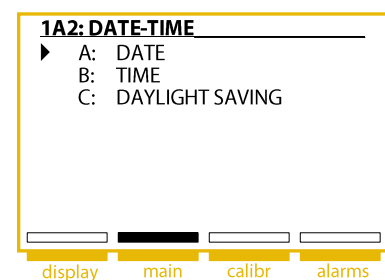 1A2: DATE-TIME
A: DATE
B: TIME
C: DAYLIGHT SAVING
display main calibr alarms